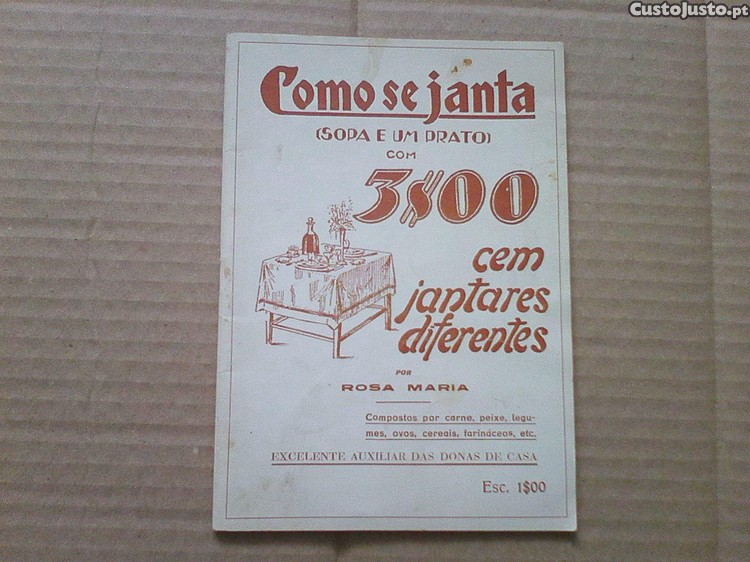 CustoJusto.pt
Como se janta
(SOPA E UM PRATO)
COM
3$00
cem
jantares
diferentes
POR
ROSA MARIA
Compostos por carne, peixe, legu-
mes, ovos, cereais, farináceos, etc.
EXCELENTE AUXILIAR DAS DONAS DE CASA
Esc. 1$00